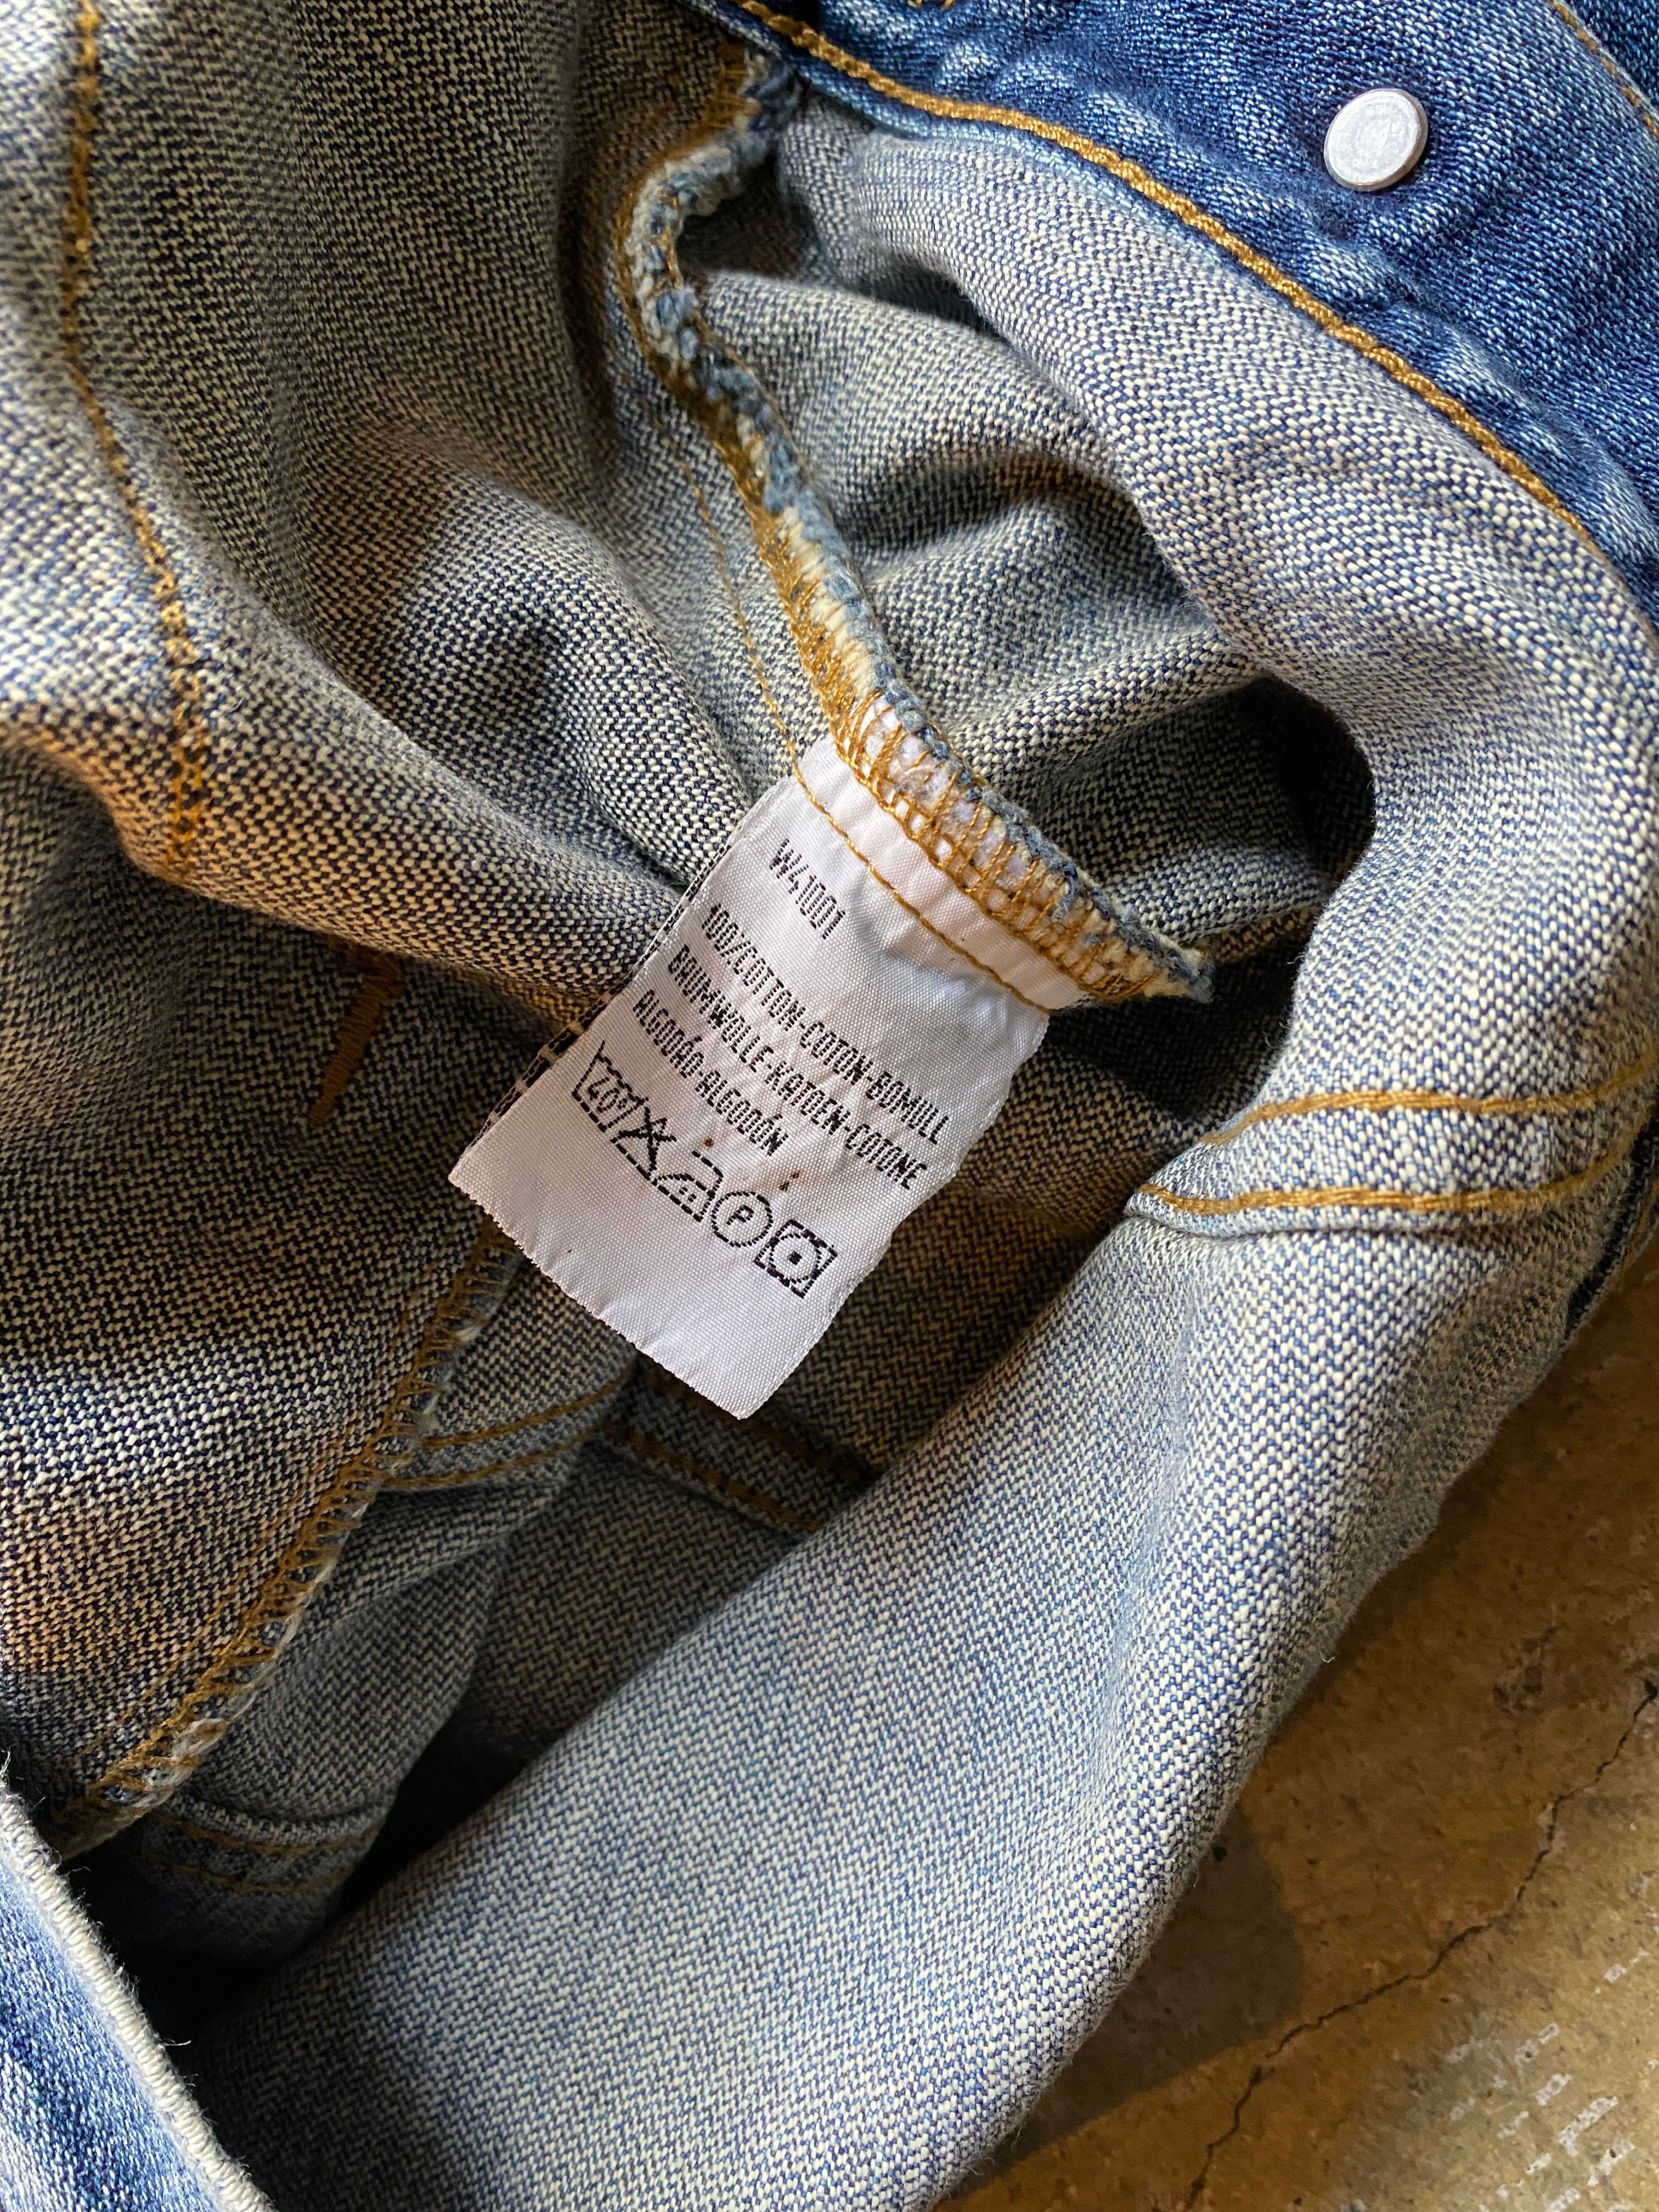 W41001
100%COTTON-COTON-BOMULL
BAUMWOLLE-KATOEN-COTONE
ALGODÃO-ALGODÓN
40°
P